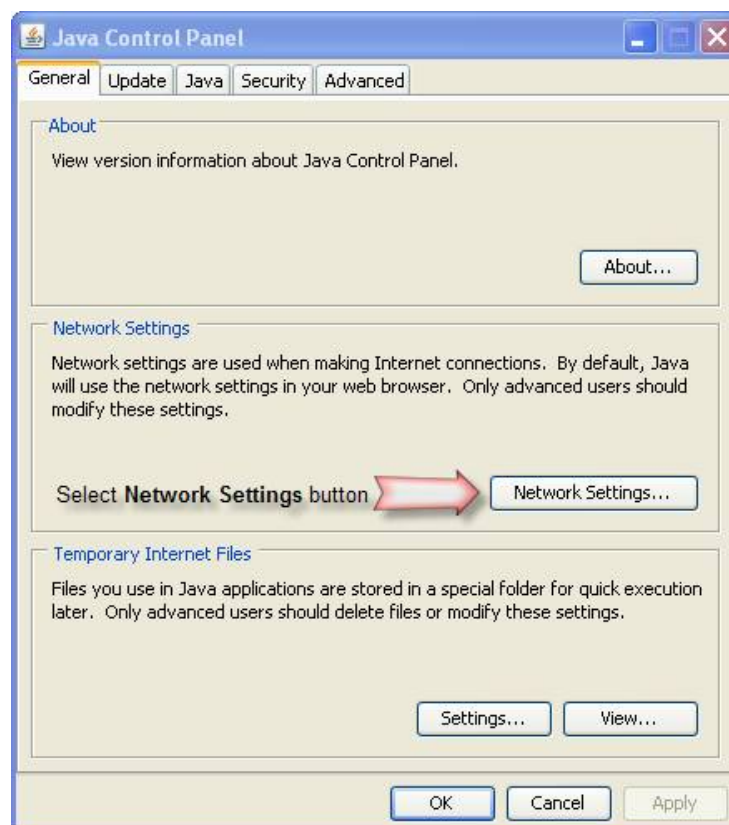 Java Control Panel
General Update Java Security Advanced
About
View version information about Java Control Panel.
About...
Network Settings
Network settings are used when making Internet connections.  By default, Java
will use the network settings in your web browser.  Only advanced users should
modify these settings.
Select Network Settings button
Network Settings...
Temporary Internet Files
Files you use in Java applications are stored in a special folder for quick execution
later.  Only advanced users should delete files or modify these settings.
Settings... View...
OK Cancel Apply